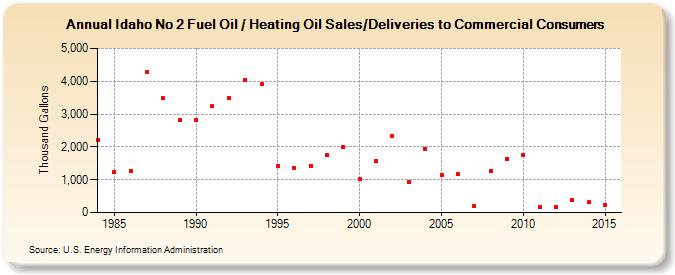 Annual Idaho No 2 Fuel Oil / Heating Oil Sales/Deliveries to Commercial Consumers
Thousand Gallons
5,000
4,000
3,000
2,000
1,000
0
1985 1990 1995 2000 2005 2010 2015
Source: U.S. Energy Information Administration